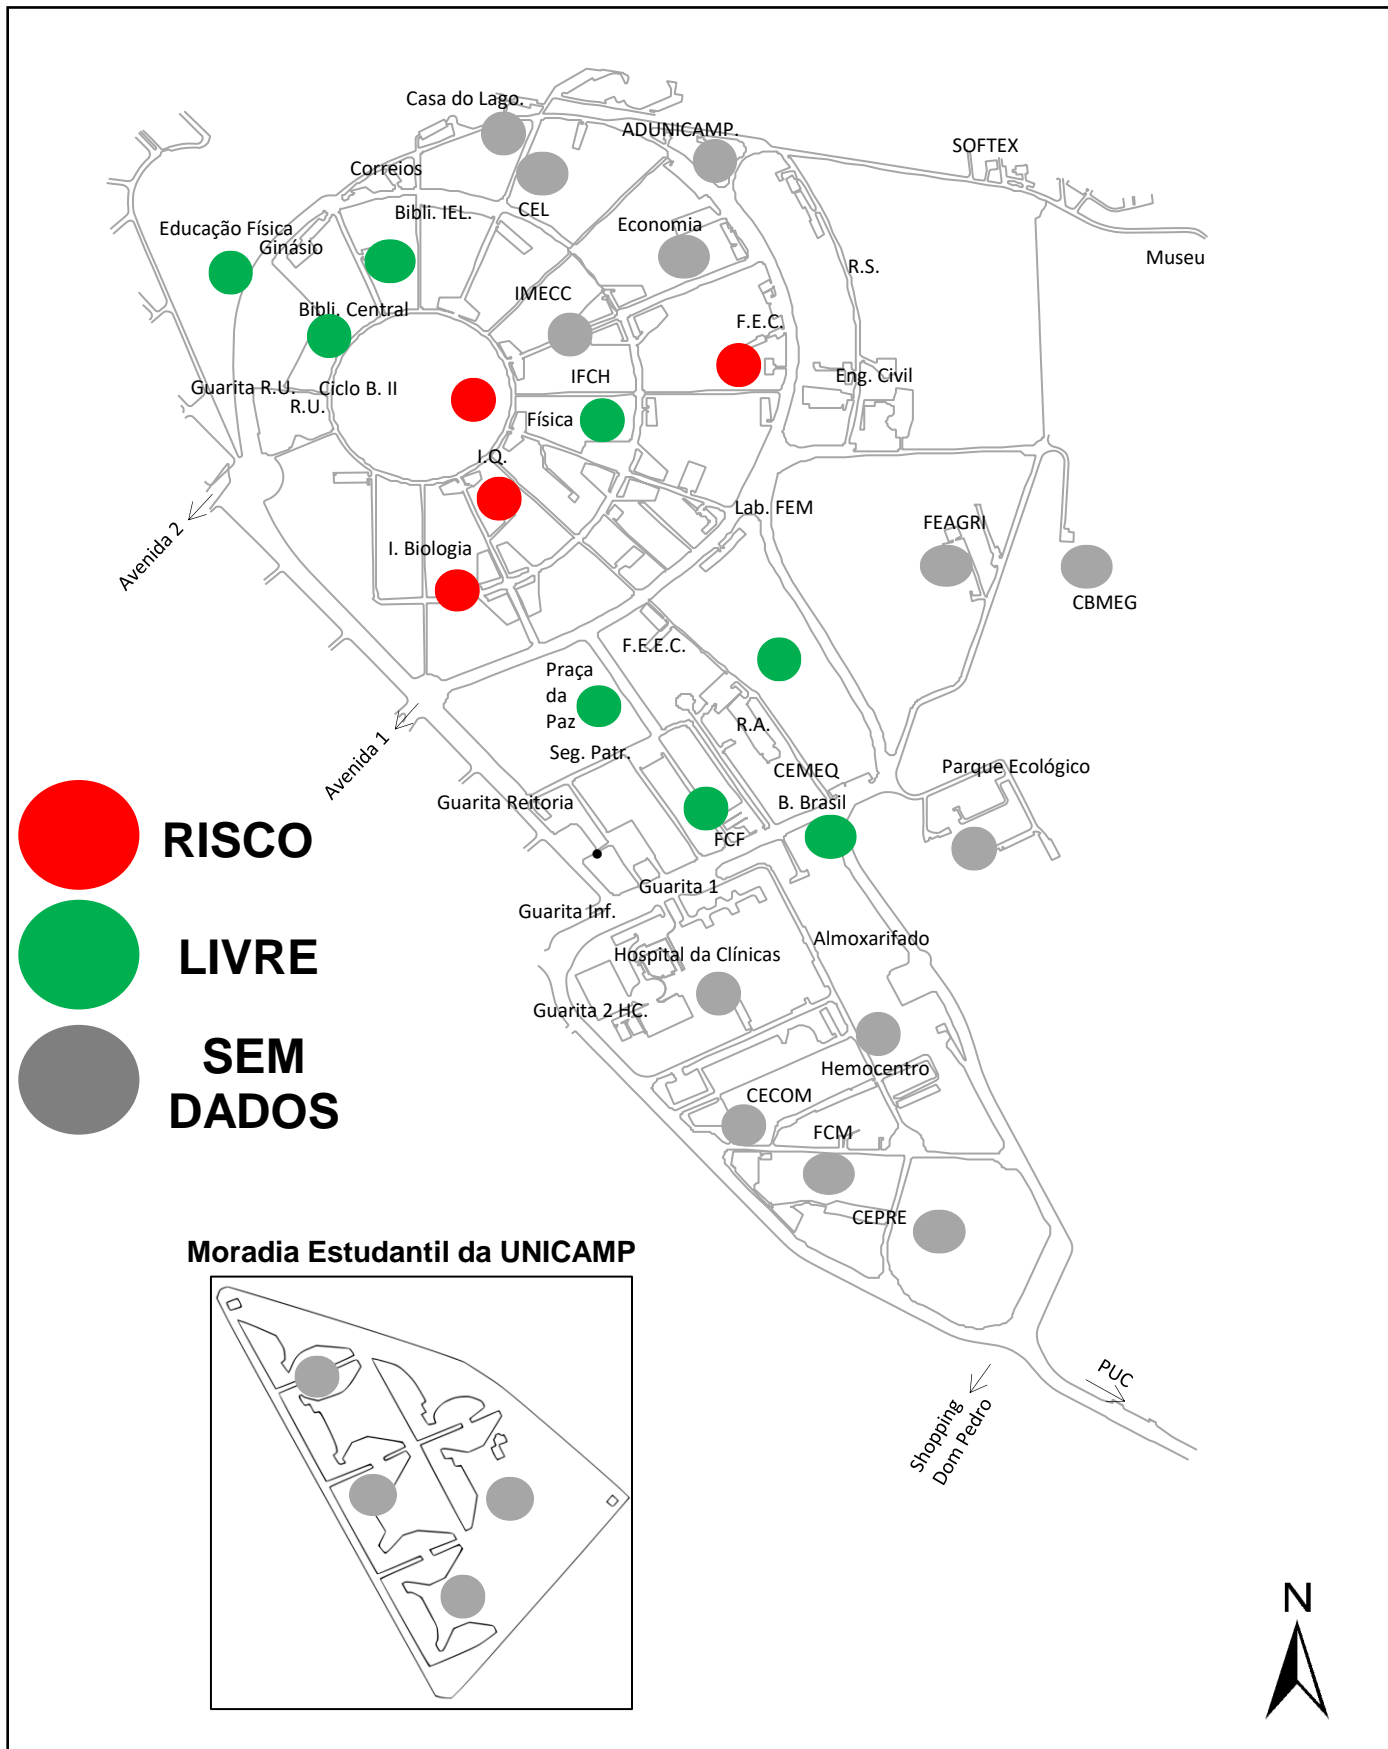 Casa do Lago.
ADUNICAMP.
SOFTEX
Correios
Bibli. IEL.
CEL
Economia
Educação Física
Ginásio
Museu
R.S.
IMECC
Bibli. Central
F.E.C.
IFCH
Eng. Civil
Guarita R.U.
Ciclo B. II
R.U.
Física
I.Q.
Lab. FEM
FEAGRI
Avenida 2
I. Biologia
CBMEG
F.E.E.C.
Praça
da
Paz
R.A.
Avenida 1
Seg. Patr.
CEMEQ
Parque Ecológico
Guarita Reitoria
B. Brasil
RISCO
FCF
Guarita 1
Guarita Inf.
LIVRE
Hospital da Clínicas
Almoxarifado
Guarita 2 HC.
SEM
DADOS
Hemocentro
CECOM
FCM
CEPRE
Moradia Estudantil da UNICAMP
PUC
Shopping
Dom Pedro
N